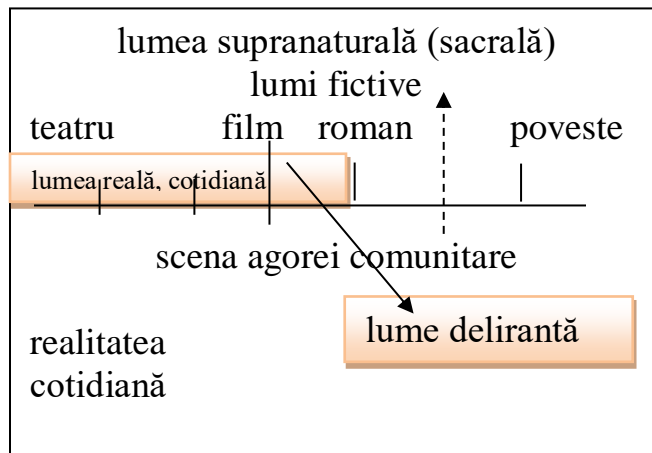 lumea supranaturală (sacrală)
lumi fictive
teatru film roman poveste
lumea reală, cotidiană
scena agorei comunitare
lume delirantă
realitatea
cotidiană